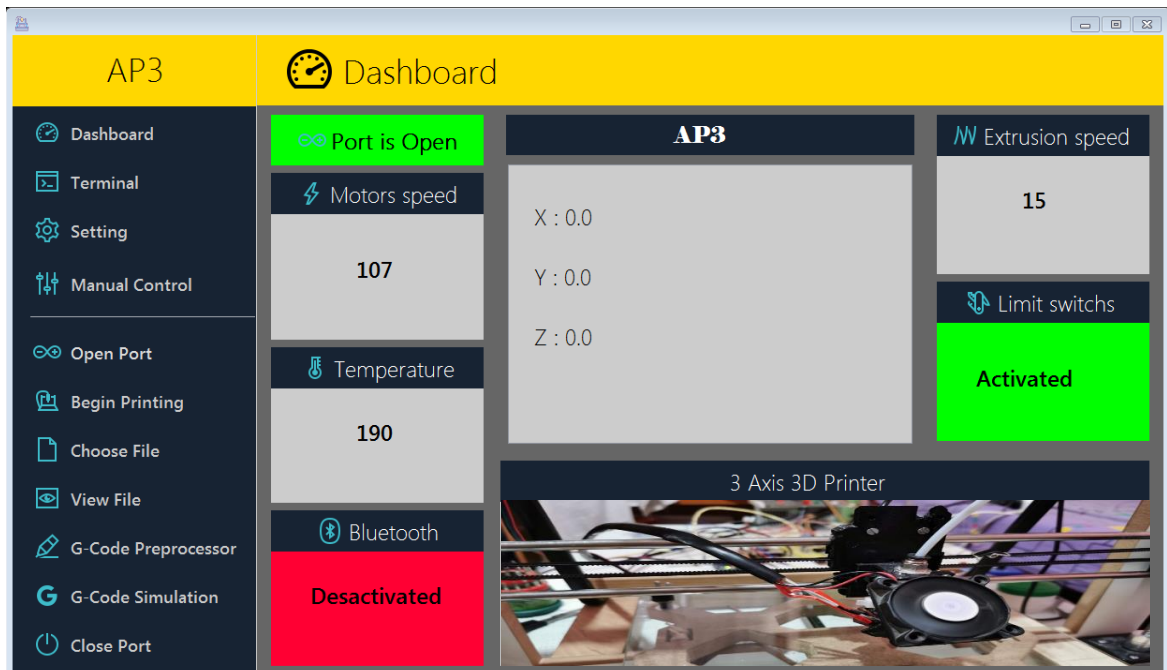 AP3
Dashboard
Dashboard
Terminal
Setting
Manual Control
Open Port
Begin Printing
Choose File
View File
G-Code Preprocessor
G-Code Simulation
Close Port
Port is Open
Motors speed
107
Temperature
190
Bluetooth
Desactivated
AP3
X : 0.0
Y : 0.0
Z : 0.0
Extrusion speed
15
Limit switchs
Activated
3 Axis 3D Printer